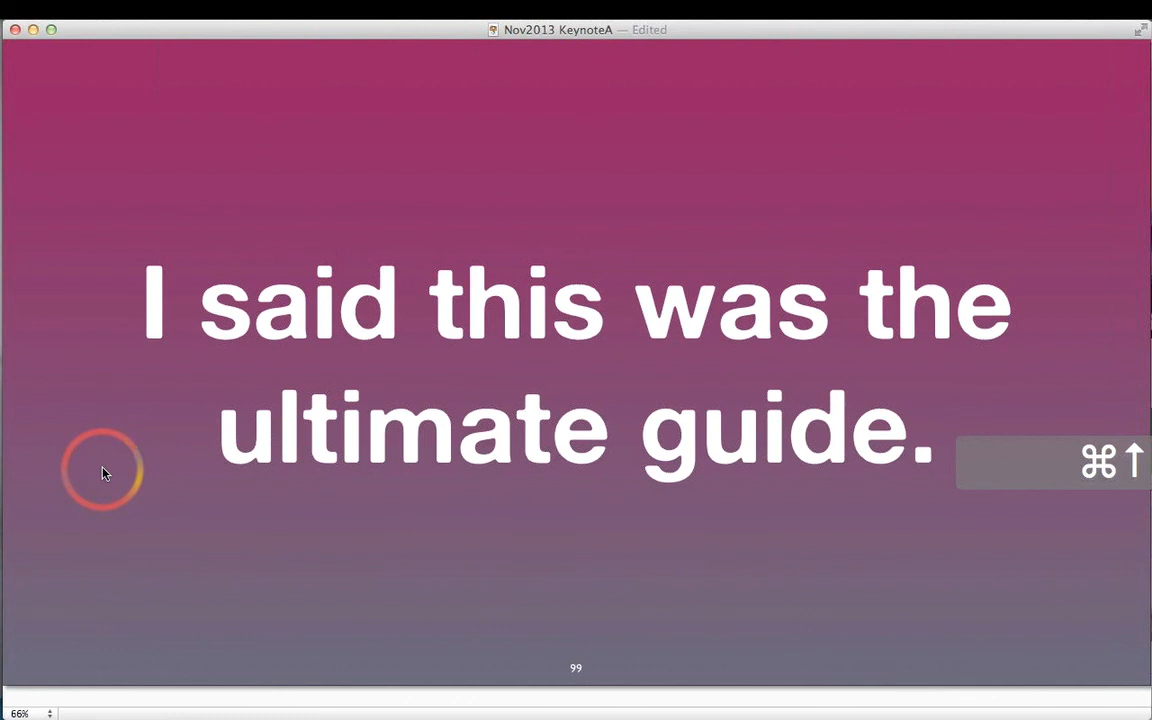 Nov2013 KeynoteA — Edited
I said this was the
ultimate guide.
⌘↑
99
66%